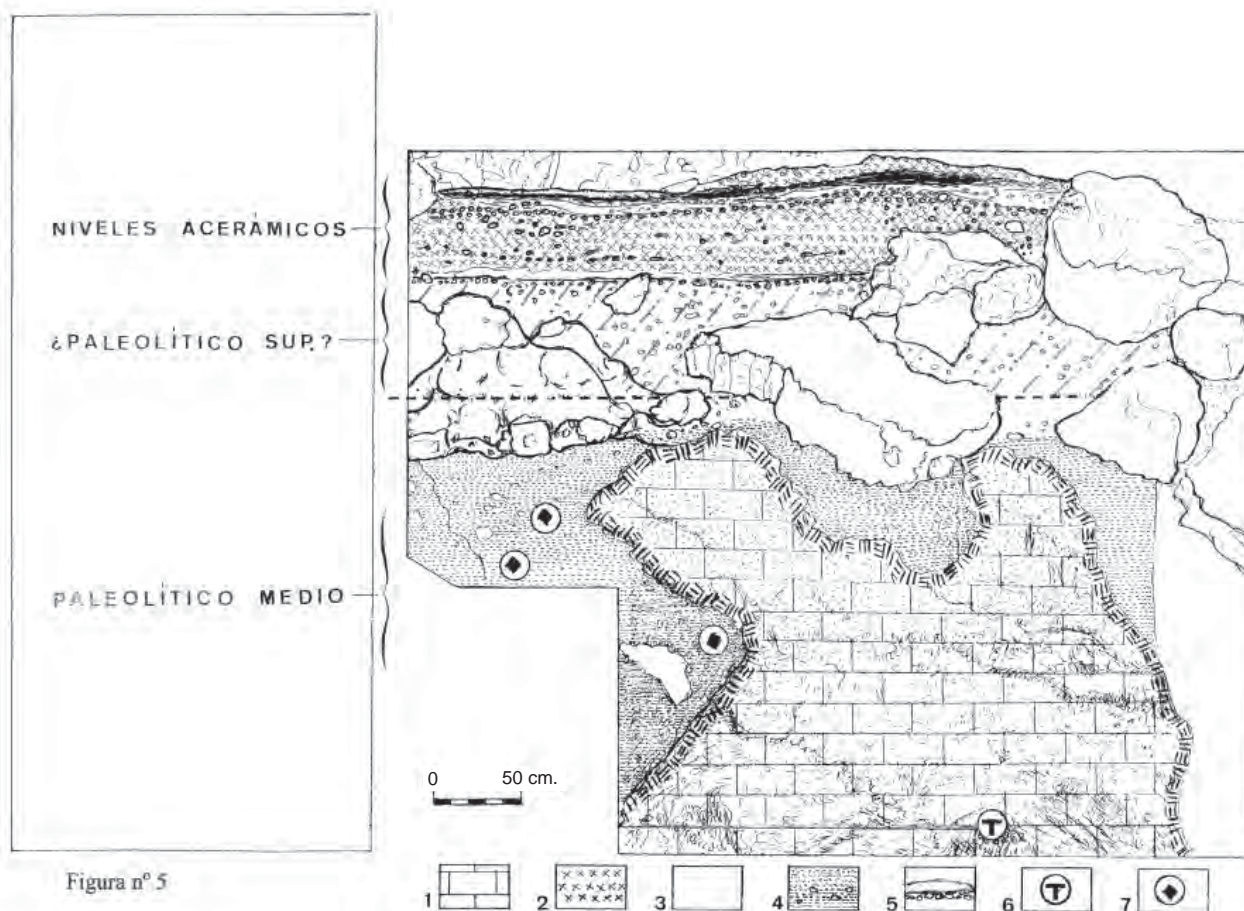 NIVELES ACERÁMICOS
¿PALEOLÍTICO SUP.?
PALEOLÍTICO MEDIO
0 50 cm.
T
Figura nº 5
1 2 3 4 5 6 T 7